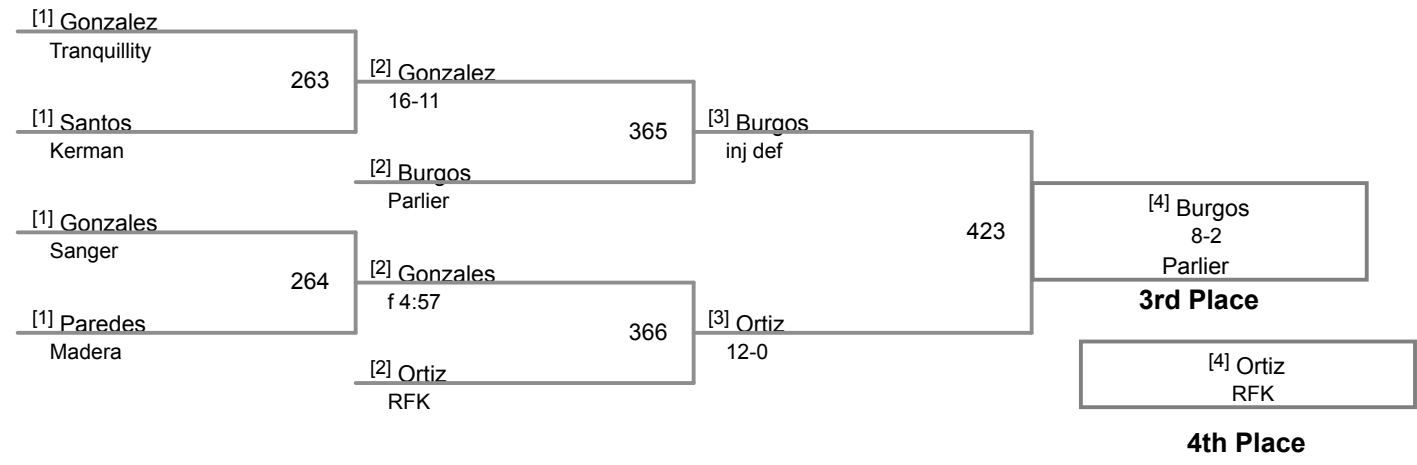 [1] Gonzalez
Tranquillity
263
[2] Gonzalez
16-11
[1] Santos
Kerman
365
[3] Burgos
inj def
[2] Burgos
Parlier
[1] Gonzales
Sanger
423
[4] Burgos
8-2
Parlier
3rd Place
264
[2] Gonzales
f 4:57
[1] Paredes
Madera
366
[3] Ortiz
12-0
[2] Ortiz
RFK
[4] Ortiz
RFK
4th Place